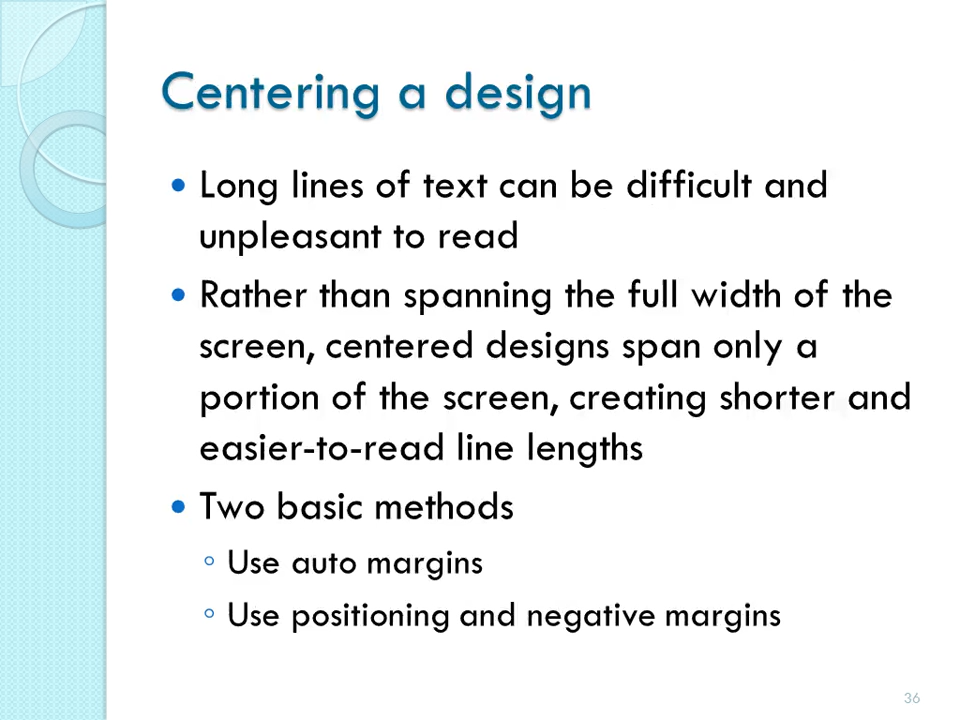 Centering a design
• Long lines of text can be difficult and
unpleasant to read
• Rather than spanning the full width of the
screen, centered designs span only a
portion of the screen, creating shorter and
easier-to-read line lengths
• Two basic methods
◦ Use auto margins
◦ Use positioning and negative margins
36